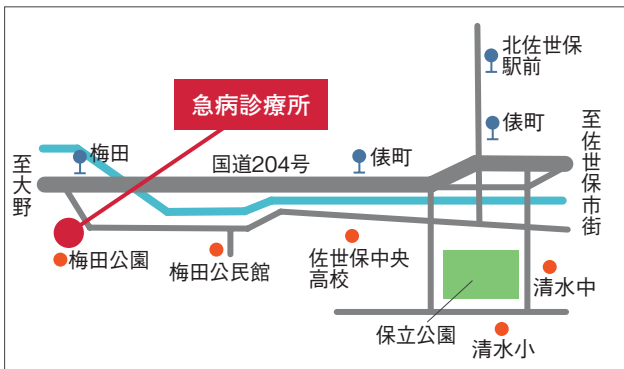 北佐世保
駅前
急病診療所
俵町
至佐世保市街
梅田
国道204号
俵町
至大野
梅田公園
梅田公民館
佐世保中央
高校
清水中
保立公園
清水小